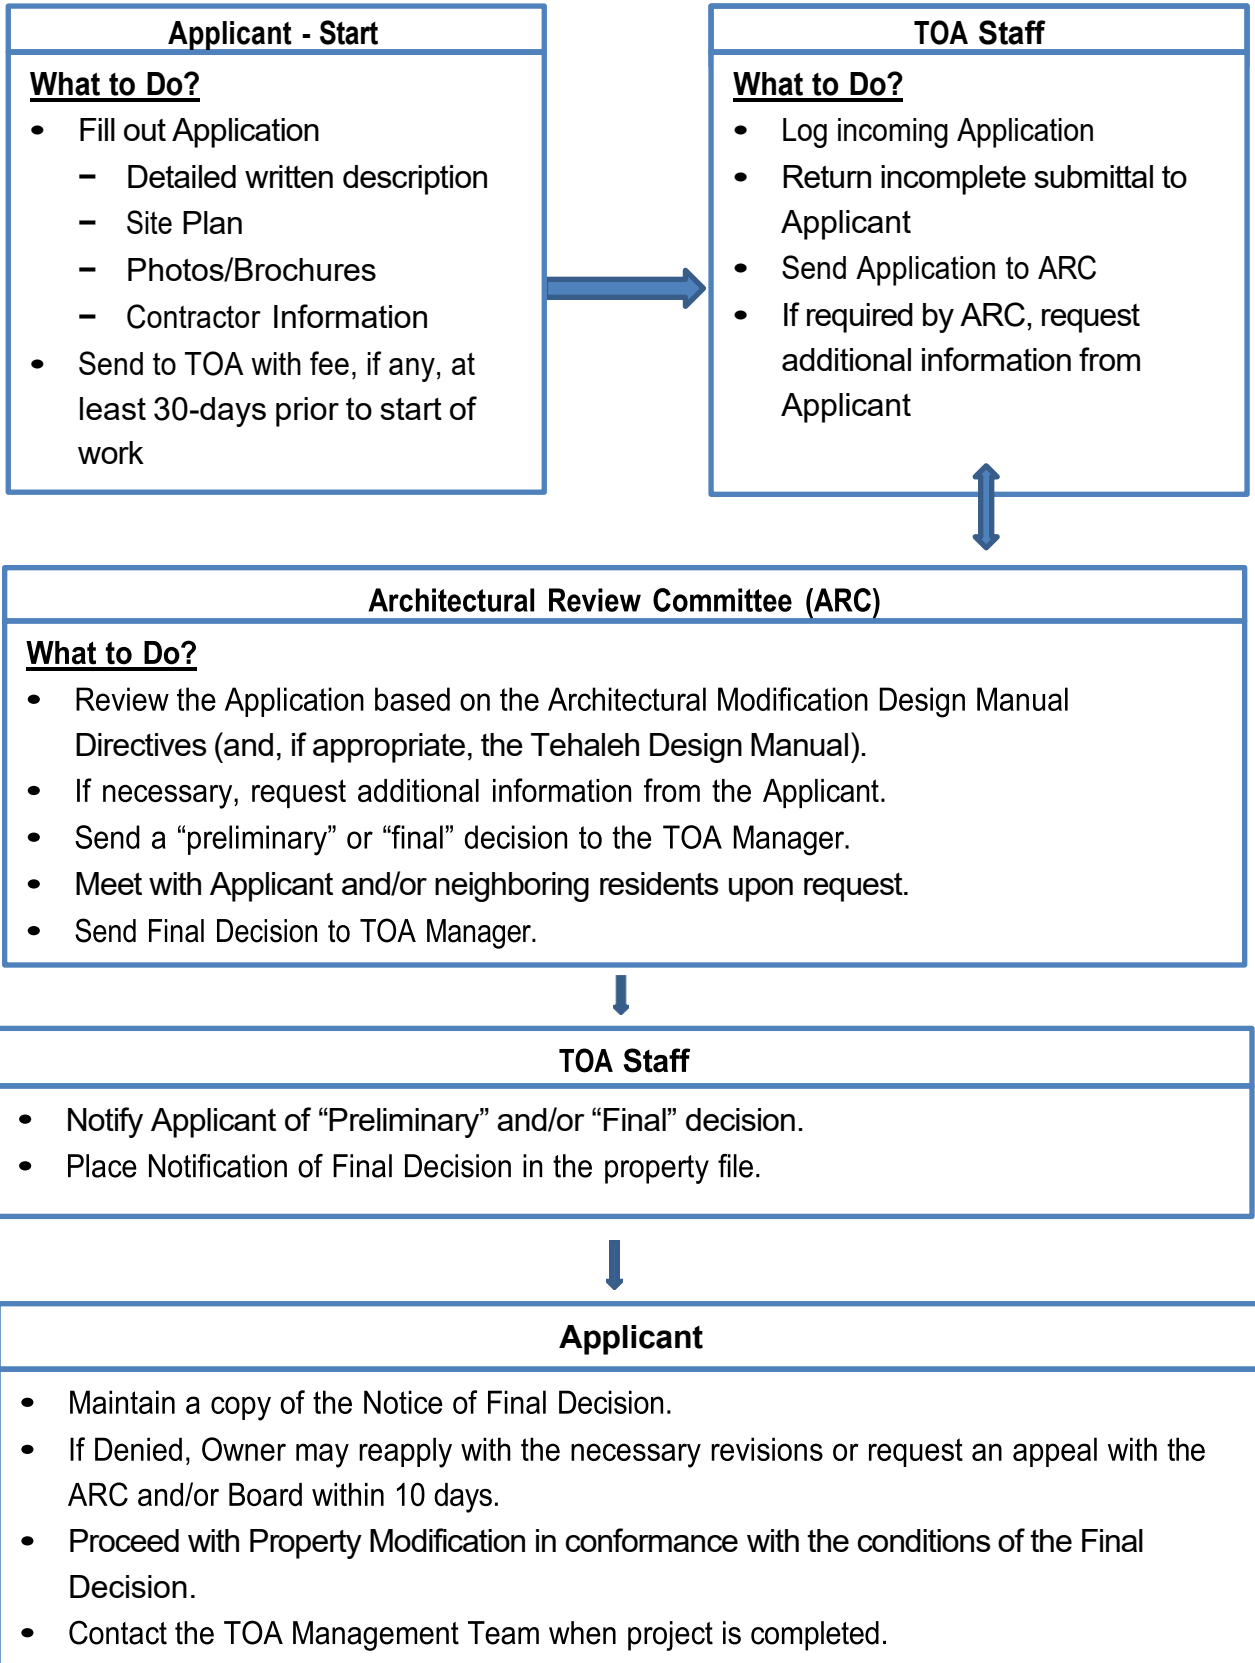 Applicant - Start
What to Do?
• Fill out Application
– Detailed written description
– Site Plan
– Photos/Brochures
– Contractor Information
• Send to TOA with fee, if any, at
least 30-days prior to start of
work
TOA Staff
What to Do?
• Log incoming Application
• Return incomplete submittal to
Applicant
• Send Application to ARC
• If required by ARC, request
additional information from
Applicant
Architectural Review Committee (ARC)
What to Do?
• Review the Application based on the Architectural Modification Design Manual
Directives (and, if appropriate, the Tehaleh Design Manual).
• If necessary, request additional information from the Applicant.
• Send a “preliminary” or “final” decision to the TOA Manager.
• Meet with Applicant and/or neighboring residents upon request.
• Send Final Decision to TOA Manager.
TOA Staff
• Notify Applicant of “Preliminary” and/or “Final” decision.
• Place Notification of Final Decision in the property file.
Applicant
• Maintain a copy of the Notice of Final Decision.
• If Denied, Owner may reapply with the necessary revisions or request an appeal with the
ARC and/or Board within 10 days.
• Proceed with Property Modification in conformance with the conditions of the Final
Decision.
• Contact the TOA Management Team when project is completed.